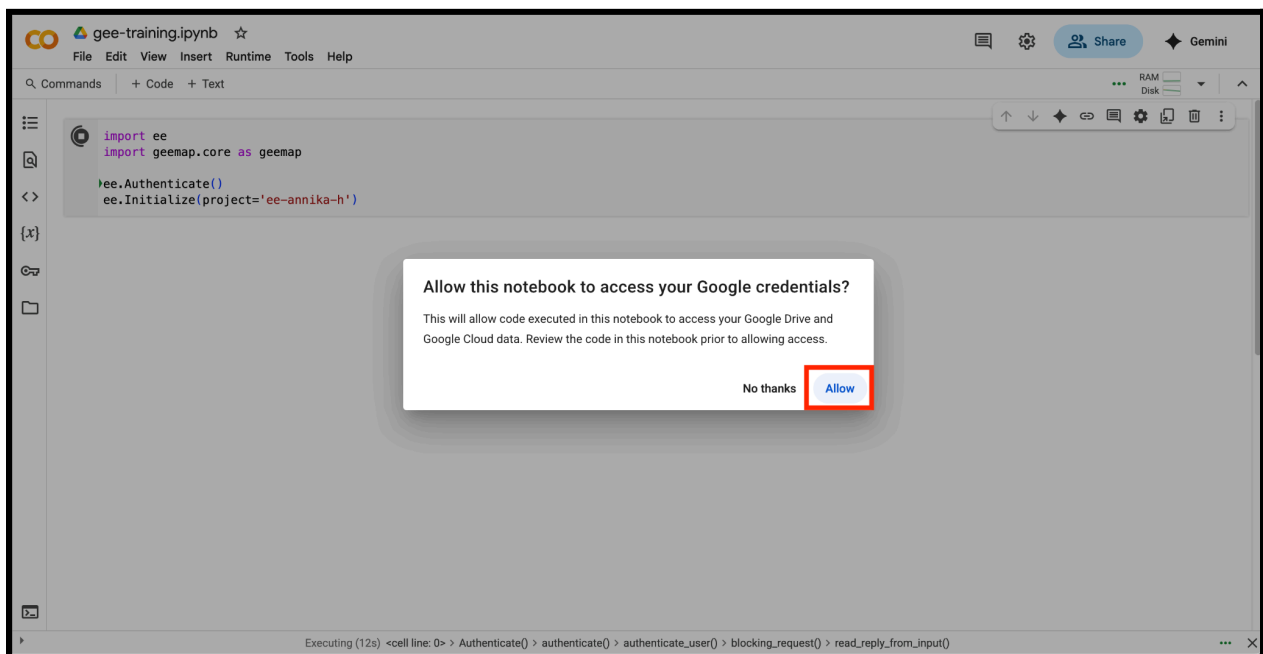 gee-training.ipynb
File Edit View Insert Runtime Tools Help
Share
Gemini
Commands + Code + Text
RAM
Disk
import ee
import geemap.core as geemap
ee.Authenticate()
ee.Initialize(project='ee-annika-h')
{x}
Allow this notebook to access your Google credentials?
This will allow code executed in this notebook to access your Google Drive and
Google Cloud data. Review the code in this notebook prior to allowing access.
No thanks Allow
Executing (12s) <cell line: 0> > Authenticate() > authenticate() > authenticate_user() > blocking_request() > read_reply_from_input()